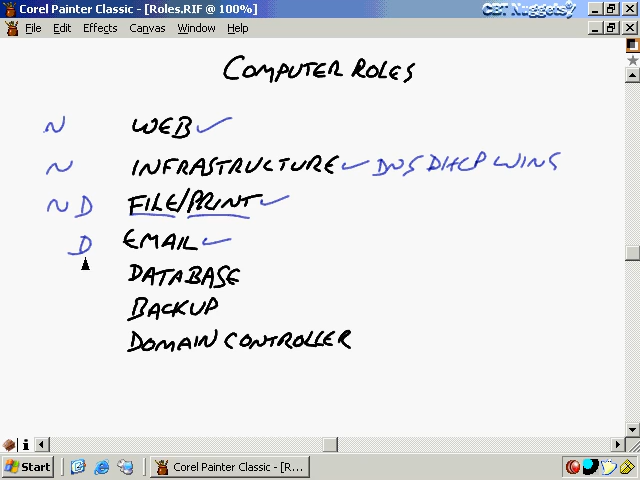 Corel Painter Classic - [Roles.RIF @ 100%]
CBT Nuggets
File Edit Effects Canvas Window Help
COMPUTER ROLES
N WEB
N INFRASTRUCTURE DNS DHCP WINS
N D FILE/PRINT
D EMAIL
DATABASE
BACKUP
DOMAIN CONTROLLER
Start Corel Painter Classic - [R...